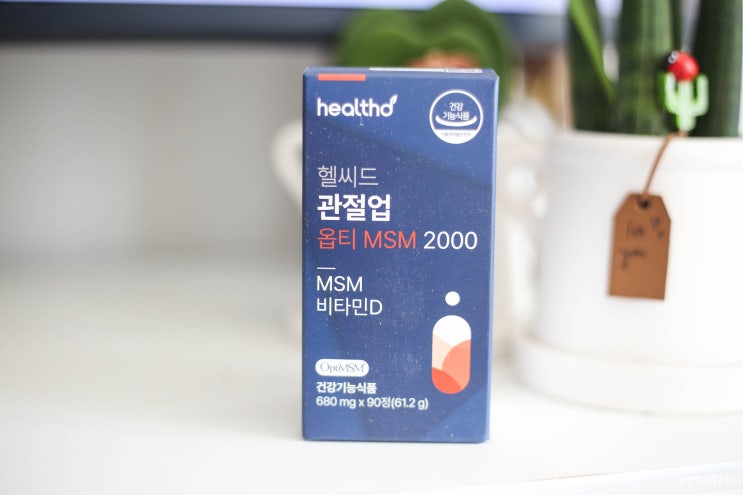 healthd
건강
기능식품
헬씨드
관절업
옵티 MSM 2000
MSM
비타민D
OptiMSM
건강기능식품
680 mg x 90정(61.2 g)
you